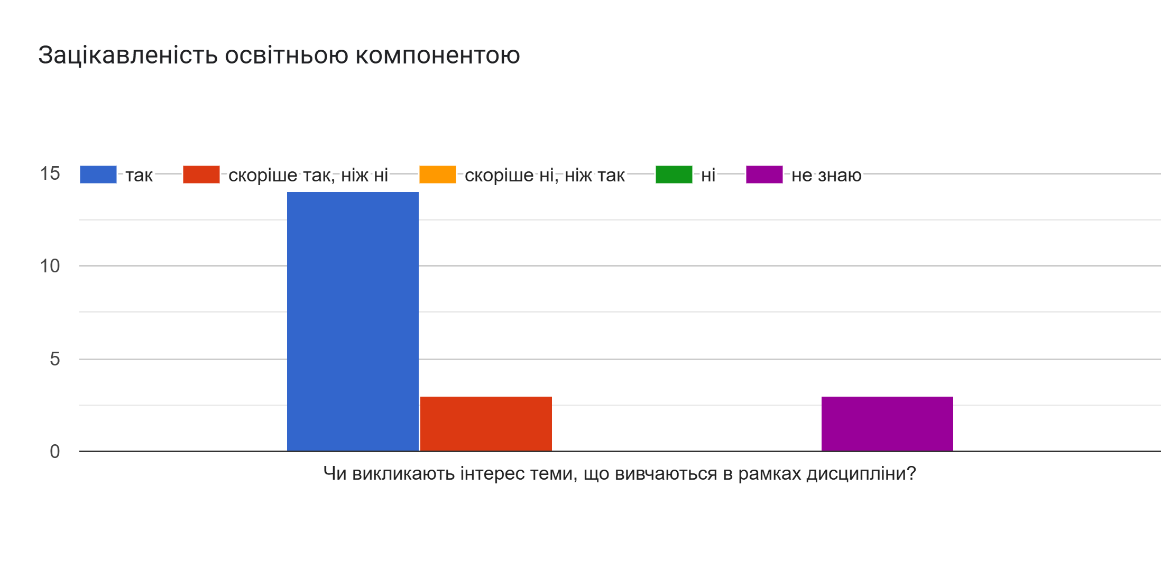 Зацікавленість освітньою компонентою
15 так скоріше так, ніж ні скоріше ні, ніж так ні не знаю
10
5
0
Чи викликають інтерес теми, що вивчаються в рамках дисципліни?